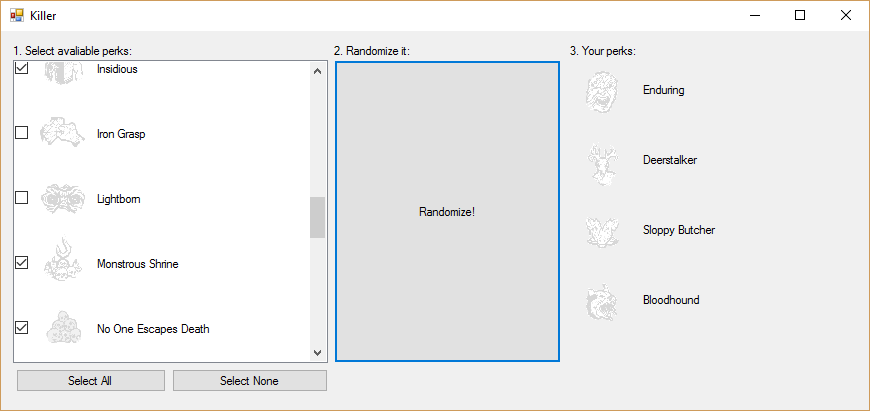 Killer
1. Select avaliable perks:
Insidious
Iron Grasp
Lightborn
Monstrous Shrine
No One Escapes Death
Select All
Select None
2. Randomize it:
Randomize!
3. Your perks:
Enduring
Deerstalker
Sloppy Butcher
Bloodhound